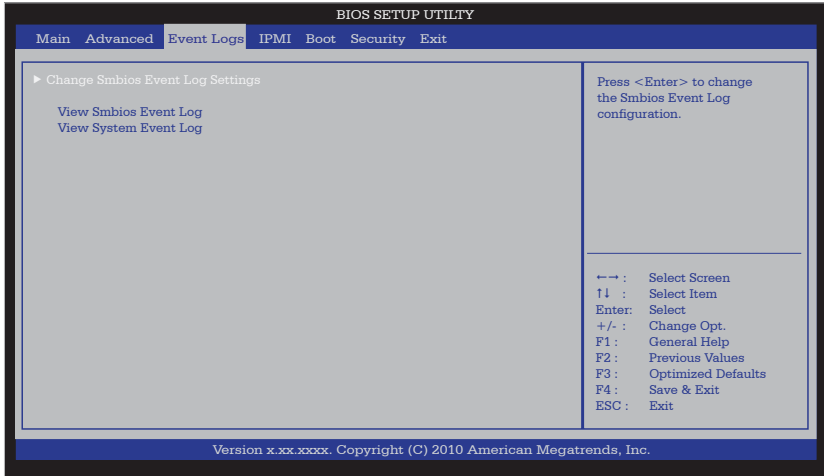 BIOS SETUP UTILTY
Main Advanced Event Logs IPMI Boot Security Exit
► Change Smbios Event Log Settings
View Smbios Event Log
View System Event Log
Press <Enter> to change
the Smbios Event Log
configuration.
←→ : Select Screen
↑↓ : Select Item
Enter: Select
+/- : Change Opt.
F1 : General Help
F2 : Previous Values
F3 : Optimized Defaults
F4 : Save & Exit
ESC : Exit
Version x.xx.xxxx. Copyright (C) 2010 American Megatrends, Inc.